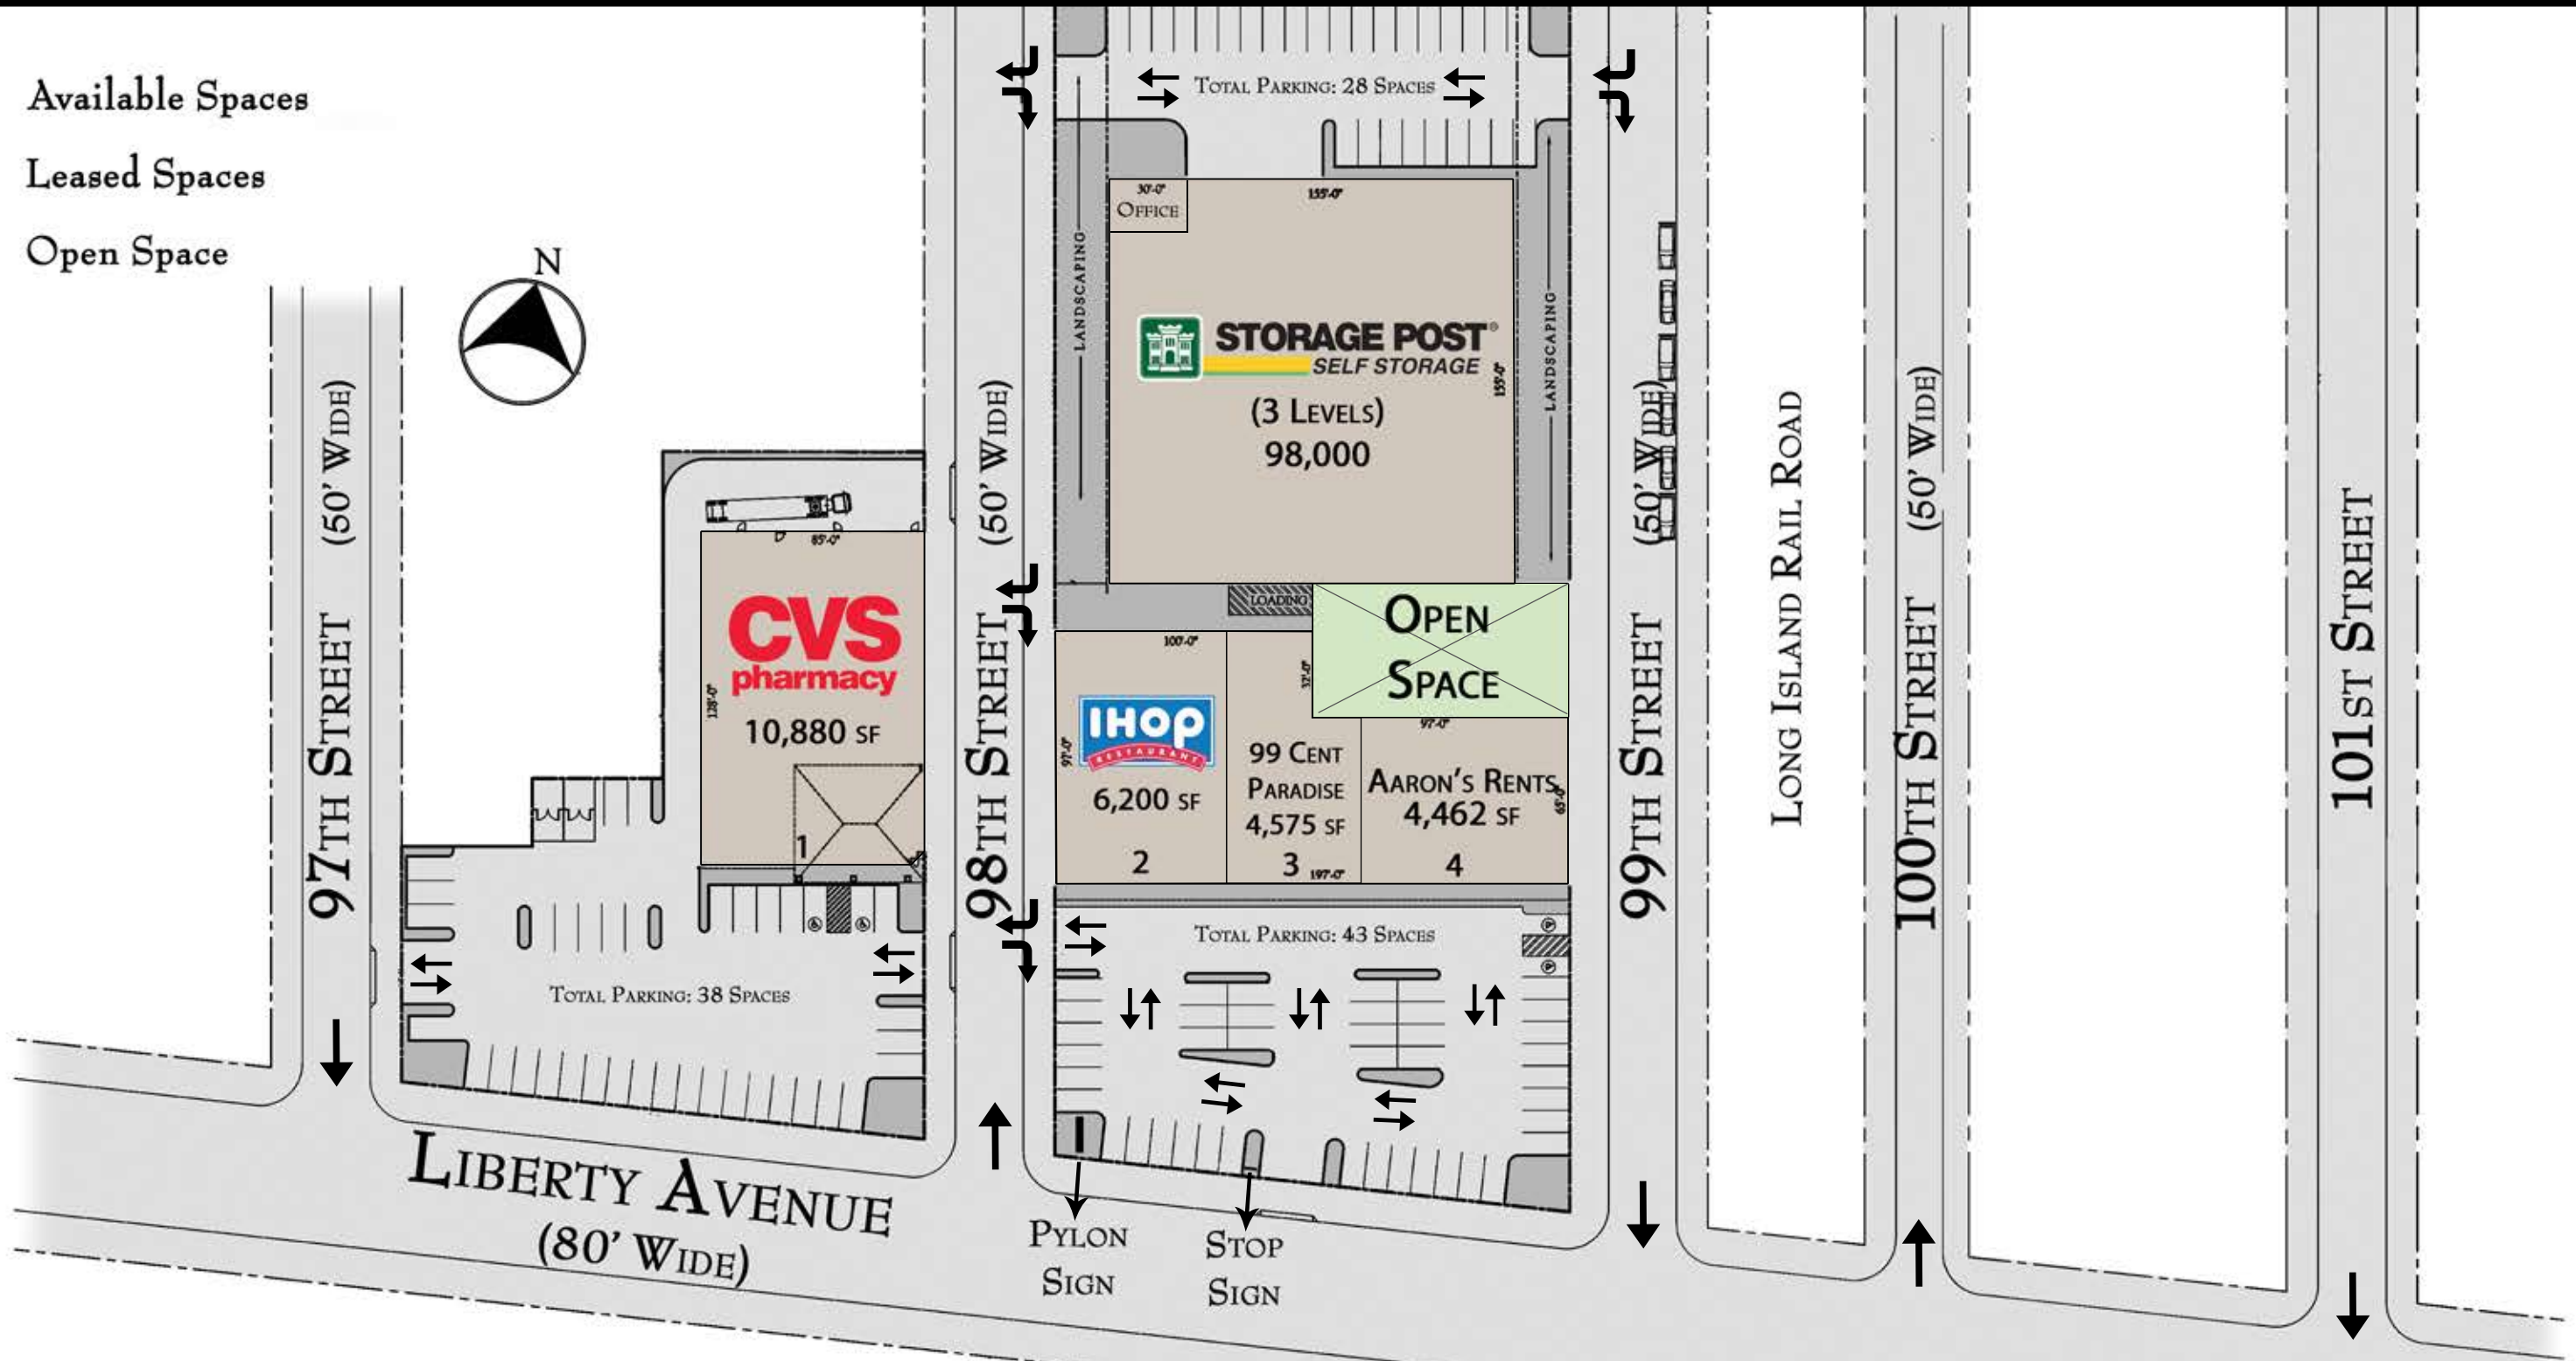 Available Spaces
Leased Spaces
Open Space
N
TOTAL PARKING: 28 SPACES
30'-0"
OFFICE
155'-0"
LANDSCAPING
LANDSCAPING
STORAGE POST®
SELF STORAGE
155'-0"
(3 LEVELS)
98,000
LOADING
OPEN
SPACE
85'-0"
CVS
pharmacy
128'-0"
10,880 SF
1
100'-0"
IHOP
RESTAURANT
97'-0"
6,200 SF
2
32'-0"
99 CENT
PARADISE
4,575 SF
3
197'-0"
97'-0"
AARON'S RENTS
4,462 SF
65'-0"
4
TOTAL PARKING: 43 SPACES
TOTAL PARKING: 38 SPACES
97TH STREET (50' WIDE)
98TH STREET (50' WIDE)
99TH STREET (50' WIDE)
LONG ISLAND RAIL ROAD
100TH STREET (50' WIDE)
101ST STREET
LIBERTY AVENUE
(80' WIDE)
PYLON
SIGN
STOP
SIGN